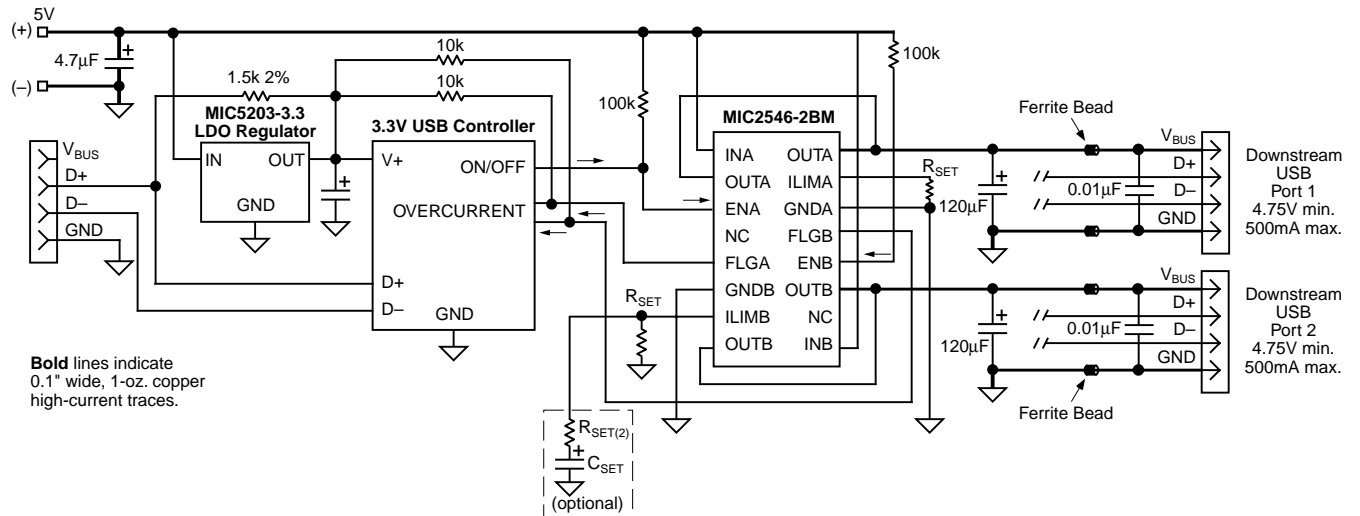 5V
(+)
4.7µF
(–)
1.5k 2%
10k
10k
100k
100k
MIC5203-3.3
LDO Regulator
IN
OUT
GND
3.3V USB Controller
V+
ON/OFF
OVERCURRENT
D+
D–
GND
VBUS
D+
D–
GND
MIC2546-2BM
INA
OUTA
ENA
NC
FLGA
GNDB
ILIMB
OUTB
OUTA
ILIMA
GNDA
FLGB
ENB
OUTB
NC
INB
RSET
RSET
RSET(2)
CSET
(optional)
Ferrite Bead
120µF
0.01µF
VBUS
D+
D–
GND
Downstream
USB
Port 1
4.75V min.
500mA max.
120µF
0.01µF
VBUS
D+
D–
GND
Downstream
USB
Port 2
4.75V min.
500mA max.
Ferrite Bead
Bold lines indicate
0.1" wide, 1-oz. copper
high-current traces.